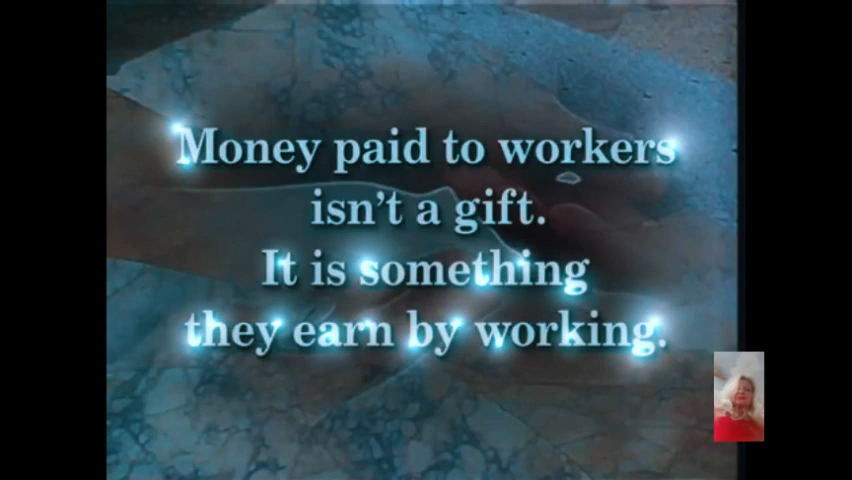 Money paid to workers
isn't a gift.
It is something
they earn by working.